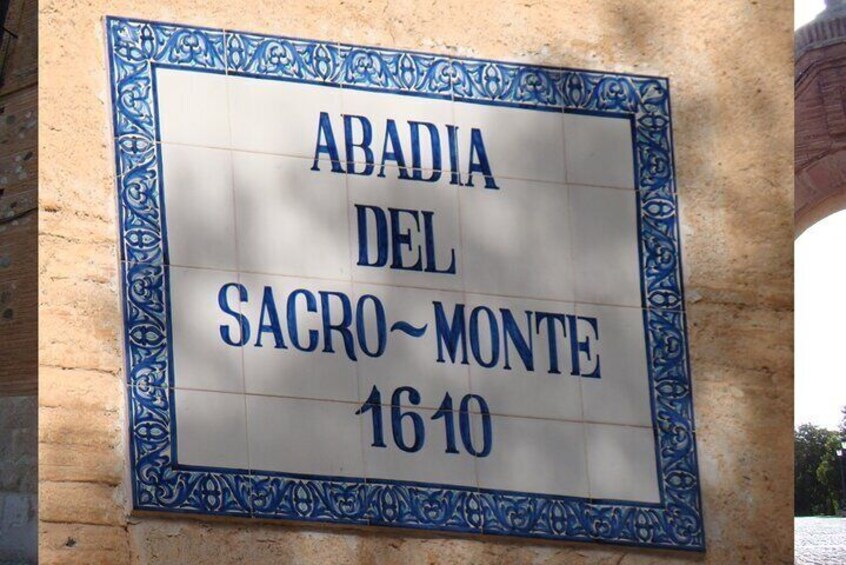 ABADIA
DEL
SACRO~MONTE
1610